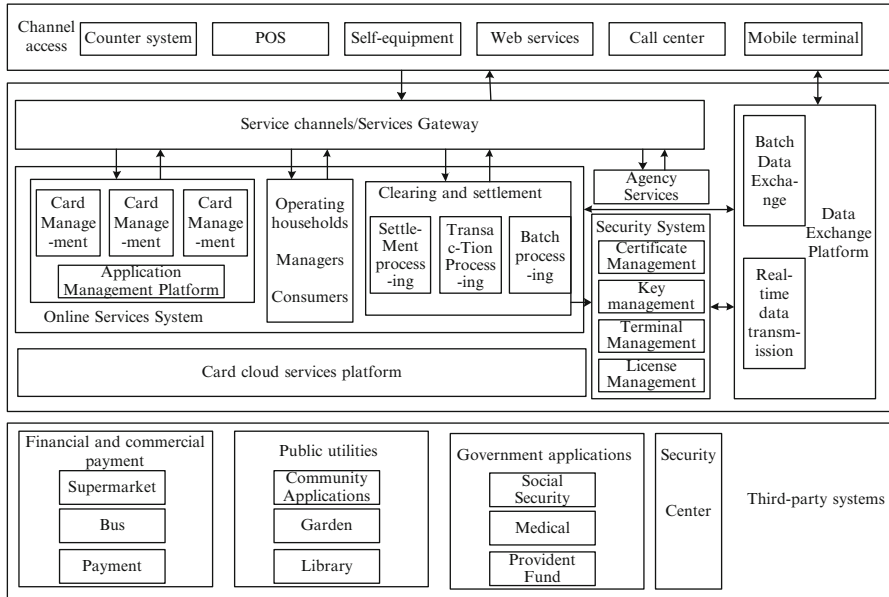 Channel
access
Counter system
POS
Self-equipment
Web services
Call center
Mobile terminal
Service channels/Services Gateway
Card
Manage
-ment
Card
Manage
-ment
Card
Manage
-ment
Application
Management Platform
Online Services System
Operating
households
Managers
Consumers
Clearing and settlement
Settle-
Ment
process
-ing
Transa
c-Tion
Process
-ing
Batch
process
-ing
Agency
Services
Security System
Certificate
Management
Key
management
Terminal
Management
License
Management
Batch
Data
Excha-
nge
Data
Exchange
Platform
Real-
time
data
transm-
ission
Card cloud services platform
Financial and commercial
payment
Supermarket
Bus
Payment
Public utilities
Community
Applications
Garden
Library
Government applications
Social
Security
Medical
Provident
Fund
Security
Center
Third-party systems